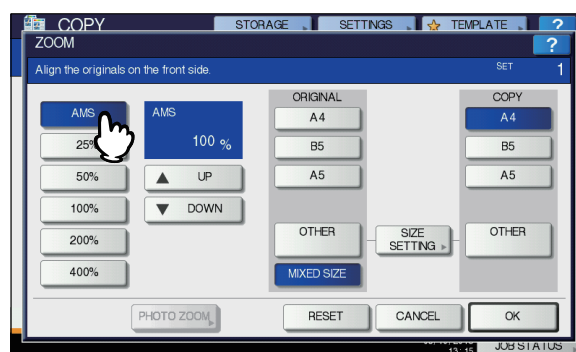 COPY STORAGE SETTINGS TEMPLATE ?
ZOOM ?
Align the originals on the front side. SET 1
ORIGINAL COPY
AMS AMS A4 A4
25% 100 % B5 B5
50% UP A5 A5
100% DOWN
200% OTHER SIZE SETTING OTHER
400% MIXED SIZE
PHOTO ZOOM RESET CANCEL OK
13:15 JOB STATUS